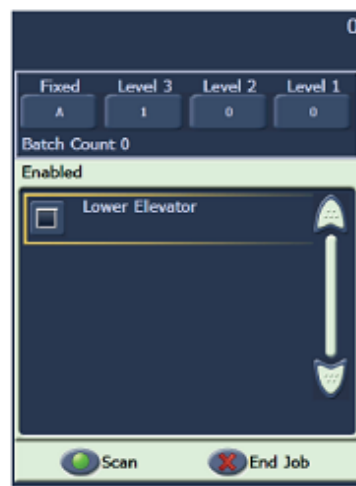 0
Fixed Level 3 Level 2 Level 1
A 1 0 0
Batch Count 0
Enabled
Lower Elevator
Scan End Job